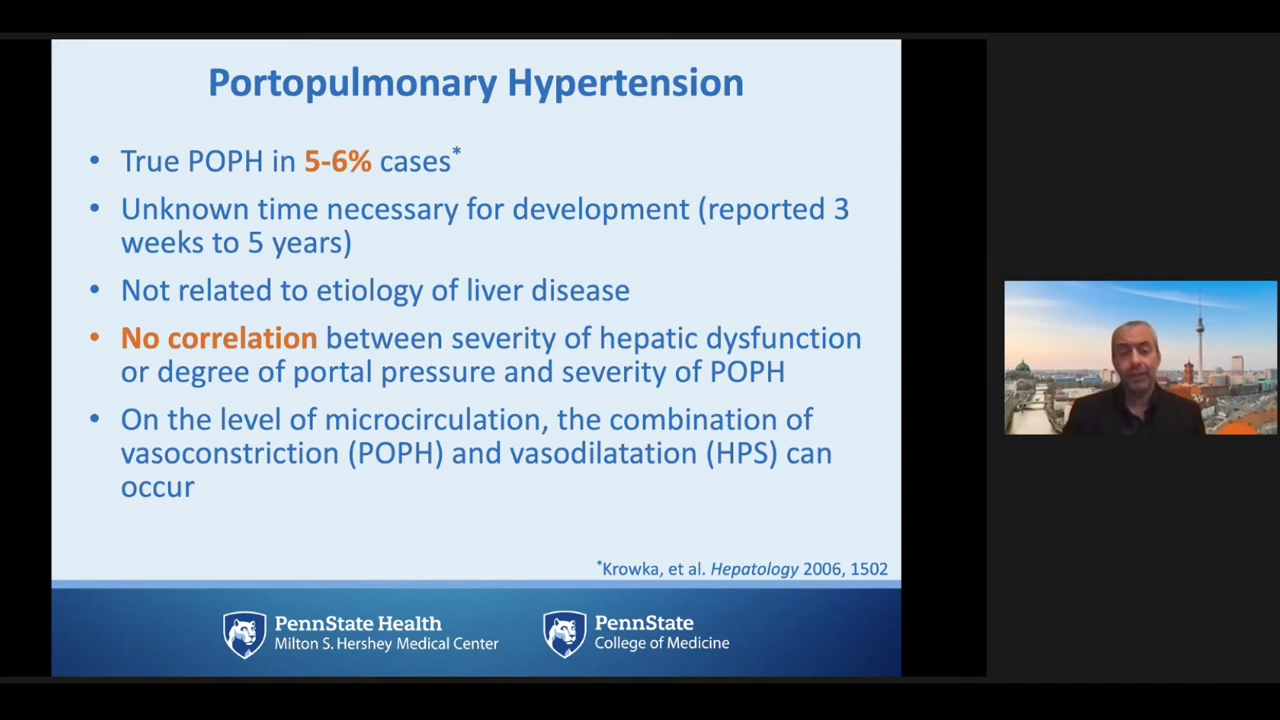 Portopulmonary Hypertension
• True POPH in 5-6% cases*
• Unknown time necessary for development (reported 3
weeks to 5 years)
• Not related to etiology of liver disease
• No correlation between severity of hepatic dysfunction
or degree of portal pressure and severity of POPH
• On the level of microcirculation, the combination of
vasoconstriction (POPH) and vasodilatation (HPS) can
occur
*Krowka, et al. Hepatology 2006, 1502
PennState Health
Milton S. Hershey Medical Center
PennState
College of Medicine